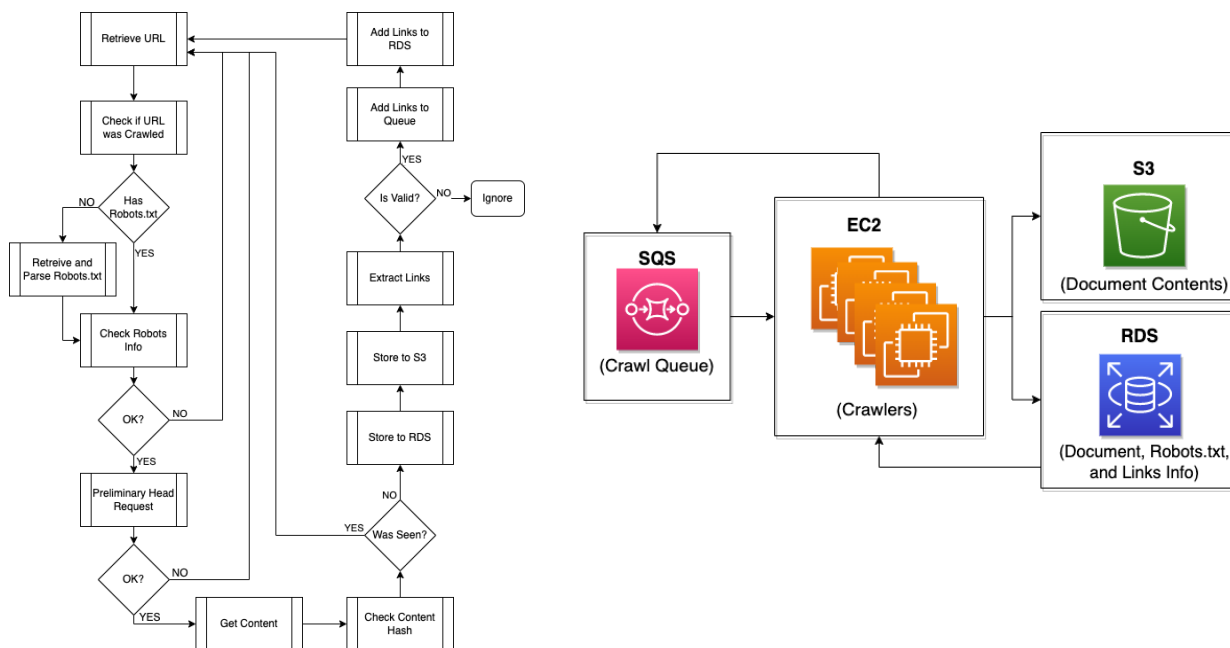 Retrieve URL
Check if URL
was Crawled
Has
Robots.txt
NO
YES
Retreive and
Parse Robots.txt
Check Robots
Info
OK?
NO
YES
Preliminary Head
Request
OK?
NO
YES
Get Content
Check Content
Hash
Was Seen?
YES
NO
Store to RDS
Store to S3
Extract Links
Is Valid?
NO
Ignore
YES
Add Links to
Queue
Add Links to
RDS
SQS
(Crawl Queue)
EC2
(Crawlers)
S3
(Document Contents)
RDS
(Document, Robots.txt,
and Links Info)